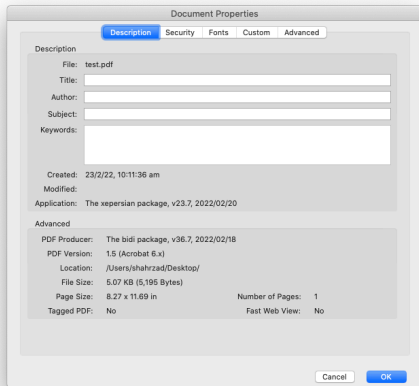 Document Properties
Description Security Fonts Custom Advanced
Description
File: test.pdf
Title:
Author:
Subject:
Keywords:
Created: 23/2/22, 10:11:36 am
Modified:
Application: The xepersian package, v23.7, 2022/02/20
Advanced
PDF Producer: The bidi package, v36.7, 2022/02/18
PDF Version: 1.5 (Acrobat 6.x)
Location: /Users/shahrzad/Desktop/
File Size: 5.07 KB (5,195 Bytes)
Page Size: 8.27 x 11.69 in Number of Pages: 1
Tagged PDF: No Fast Web View: No
Cancel OK